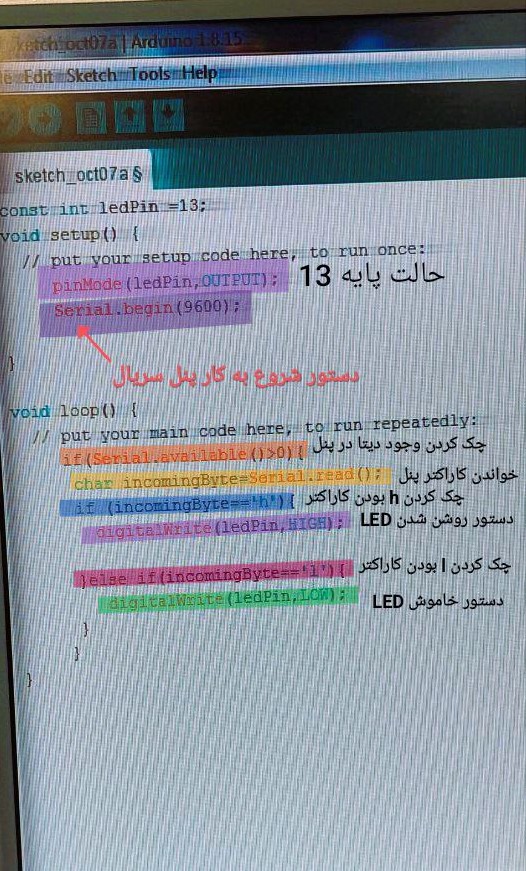 sketch_oct07a | Arduino 1.8.15
Edit Sketch Tools Help
sketch_oct07a §
const int ledPin =13;
void setup() {
// put your setup code here, to run once:
pinMode(ledPin,OUTPUT); حالت پایه 13
Serial.begin(9600);
دستور شروع به کار پنل سریال
}
void loop() {
// put your main code here, to run repeatedly:
if(Serial.available()>0){ چک کردن وجود دیتا در پنل
char incomingByte=Serial.read(); خواندن کاراکتر پنل
if (incomingByte=='h'){ چک کردن h بودن کاراکتر
digitalWrite(ledPin,HIGH); دستور روشن شدن LED
}else if(incomingByte=='l'){ چک کردن l بودن کاراکتر
digitalWrite(ledPin,LOW); دستور خاموش LED
}
}
}